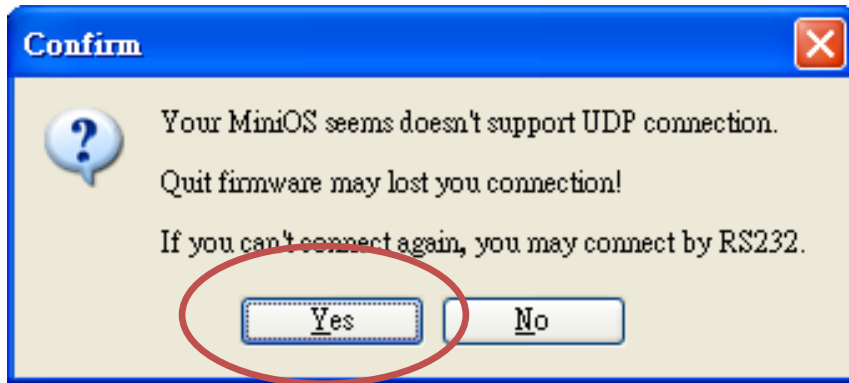 Confirm
Your MiniOS seems doesn't support UDP connection.
Quit firmware may lost you connection!
If you can't connect again, you may connect by RS232.
Yes
No